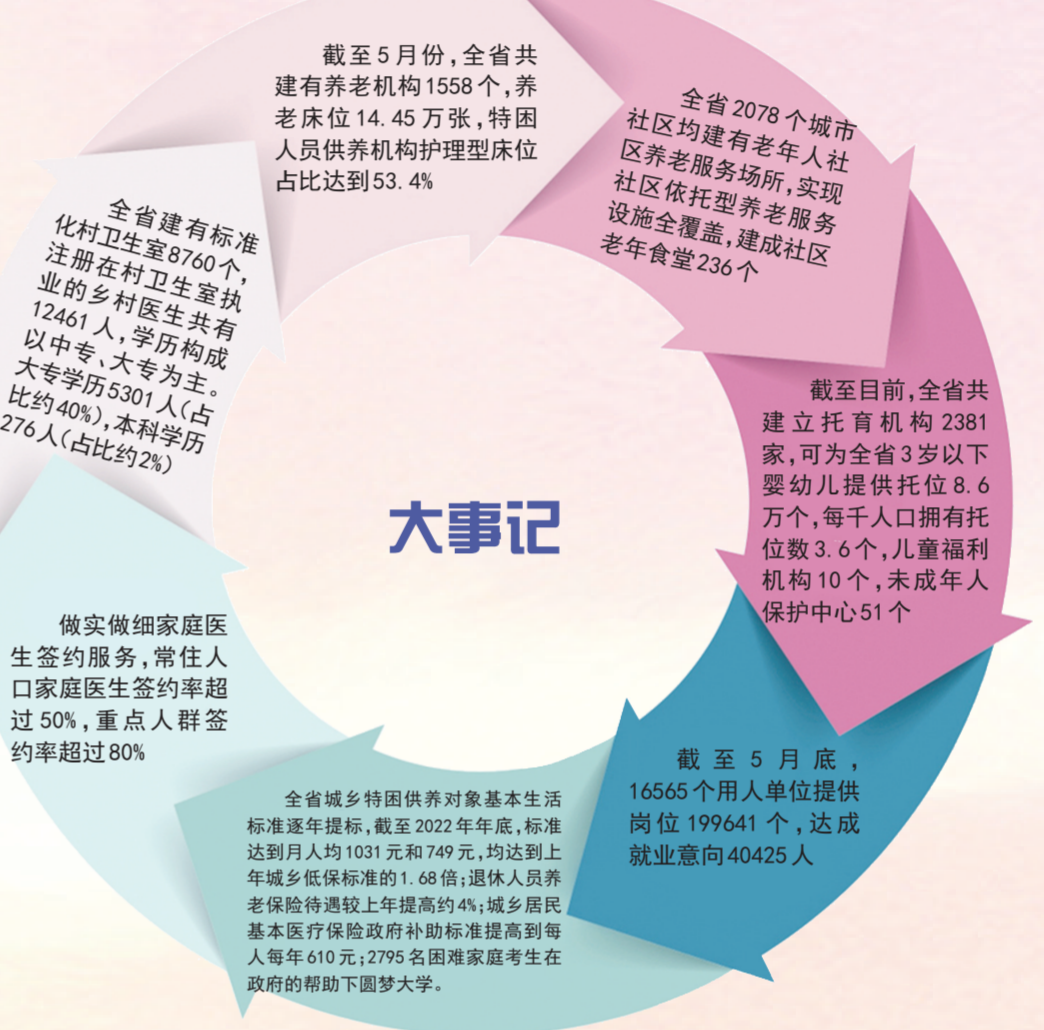 截至5月份,全省共
建有养老机构1558个,养
老床位14.45万张,特困
人员供养机构护理型床位
占比达到53.4%
全省2078个城市
社区均建有老年人社
区养老服务场所,实现
社区依托型养老服务
设施全覆盖,建成社区
老年食堂236个
截至目前,全省共
建立托育机构2381
家,可为全省3岁以下
婴幼儿提供托位8.6
万个,每千人口拥有托
位数3.6个,儿童福利
机构10个,未成年人
保护中心51个
截至5月底,
16565个用人单位提供
岗位199641个,达成
就业意向40425人
全省城乡特困供养对象基本生活
标准逐年提标,截至2022年年底,标准
达到月人均1031元和749元,均达到上
年城乡低保标准的1.68倍;退休人员养
老保险待遇较上年提高约4%;城乡居民
基本医疗保险政府补助标准提高到每
人每年610元;2795名困难家庭考生在
政府的帮助下圆梦大学。
做实做细家庭医
生签约服务,常住人
口家庭医生签约率超
过50%,重点人群签
约率超过80%
全省建有标准
化村卫生室8760个,
注册在村卫生室执
业的乡村医生共有
12461人,学历构成
以中专、大专为主。
大专学历5301人(占
比约40%),本科学历
276人(占比约2%)
大事记